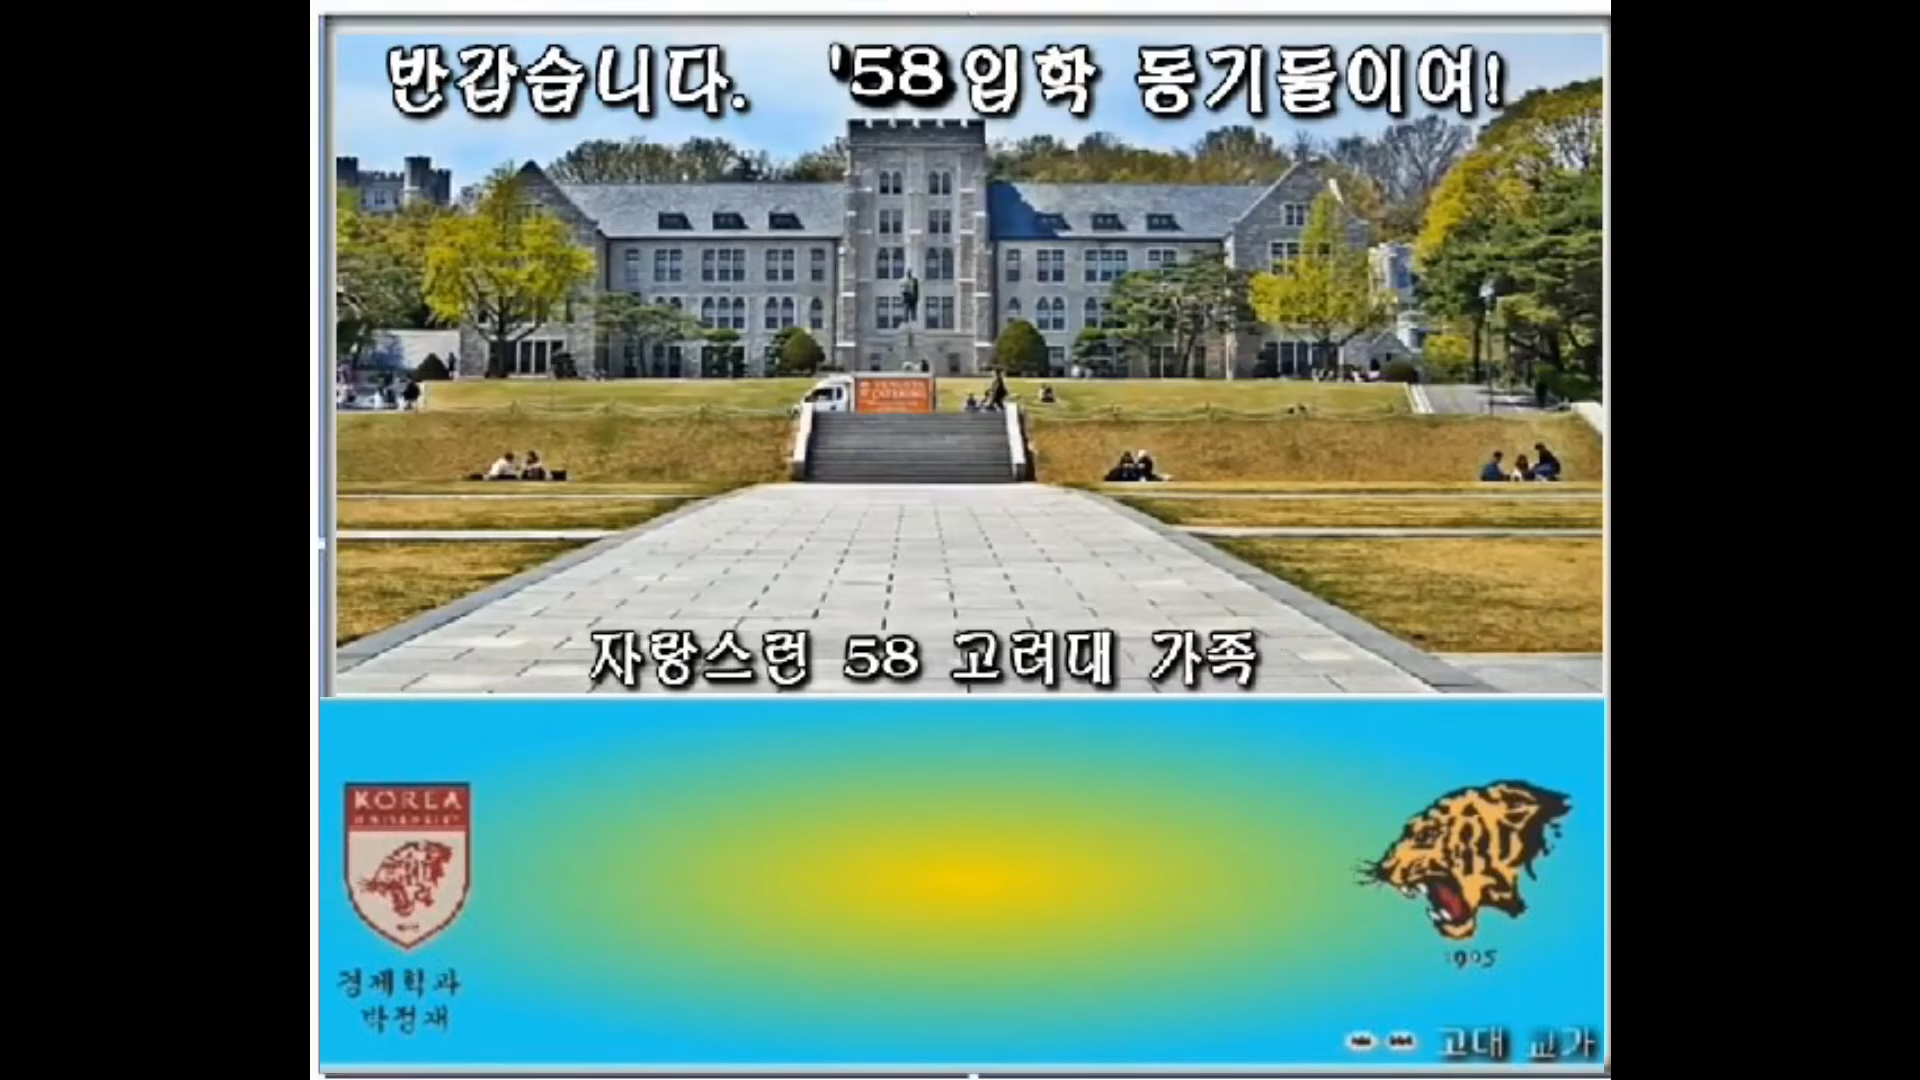 반갑습니다. '58입학 동기들이여!
자랑스런 58 고려대 가족
KOREA
UNIVERSITY
1905
경제학과
박정재
고대 교가